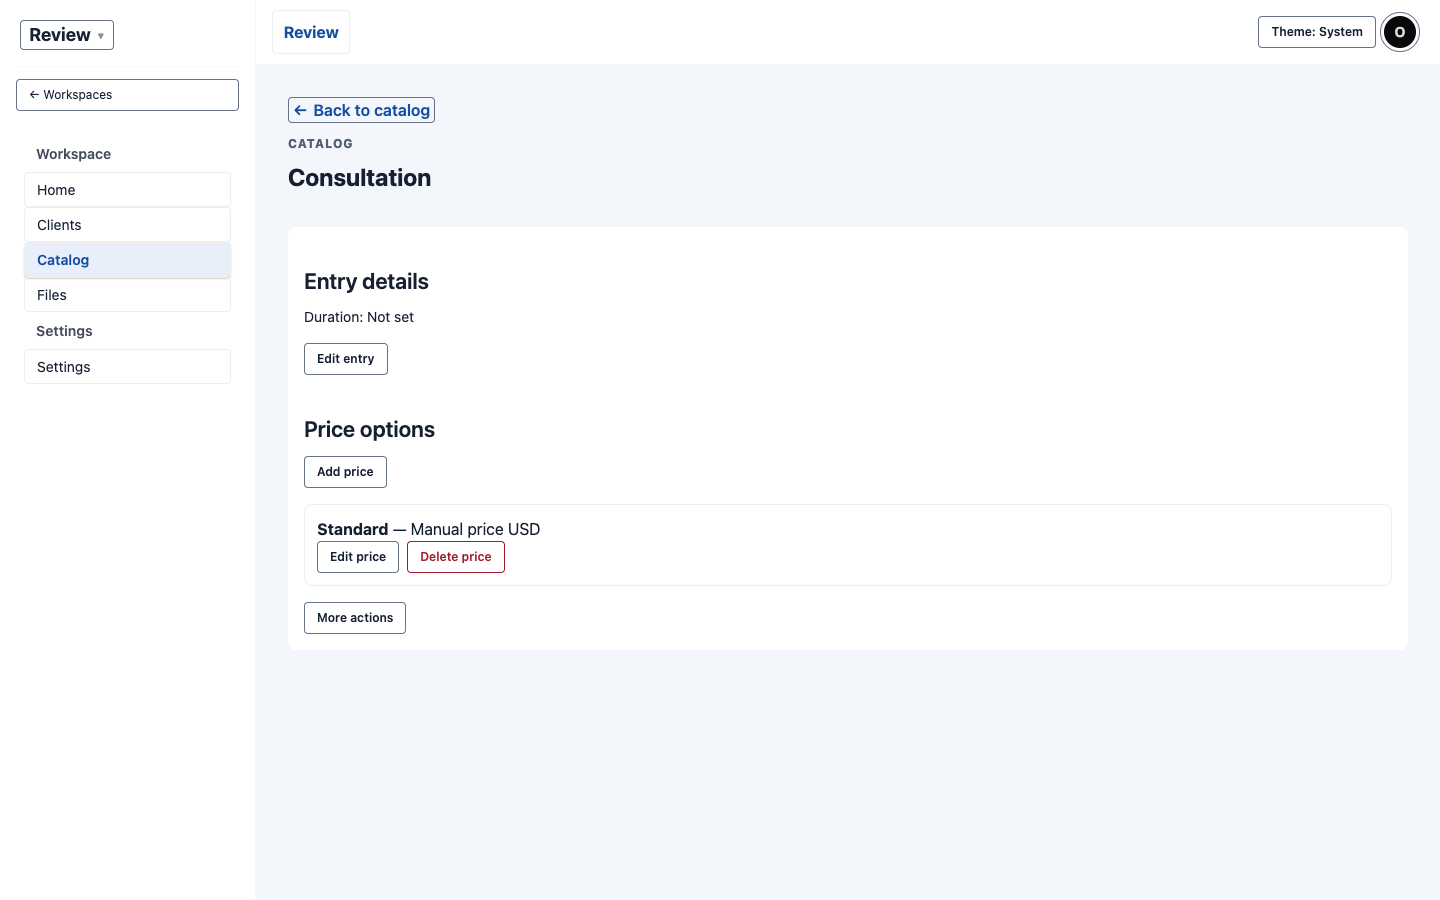 Review ▾
← Workspaces
Workspace
Home
Clients
Catalog
Files
Settings
Settings
Review
Theme: System
O
← Back to catalog
CATALOG
Consultation
Entry details
Duration: Not set
Edit entry
Price options
Add price
Standard — Manual price USD
Edit price
Delete price
More actions